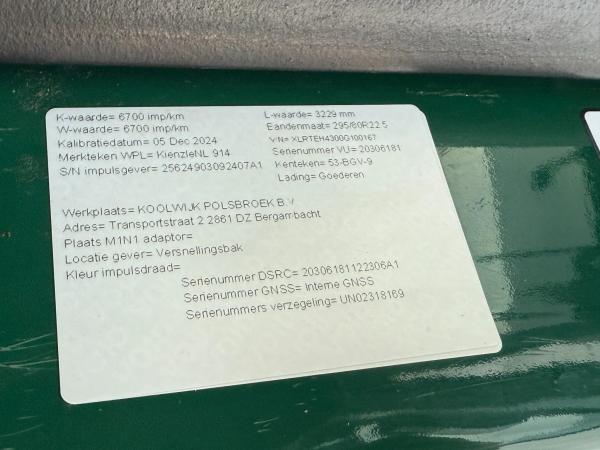 K-waarde= 6700 imp/km
W-waarde= 6700 imp/km
Kalibratiedatum= 05 Dec 2024
Merkteken WPL= KienzleNL 914
S/N impulsgever= 25624903092407A1
L-waarde= 3229 mm
Eandenmaat= 295/80R22.5
VIN= XLRTEH4300G100167
Serienummer VU= 20306181
Kenteken= 53-BGV-9
Lading= Goederen
Werkplaats= KOOLWIJK POLSBROEK B.V
Adres= Transportstraat 2 2861 DZ Bergambacht
Plaats M1N1 adaptor=
Locatie gever= Versnellingsbak
Kleur impulsdraad=
Serienummer DSRC= 20306181122306A1
Serienummer GNSS= Interne GNSS
Serienummers verzegeling= UN02318169